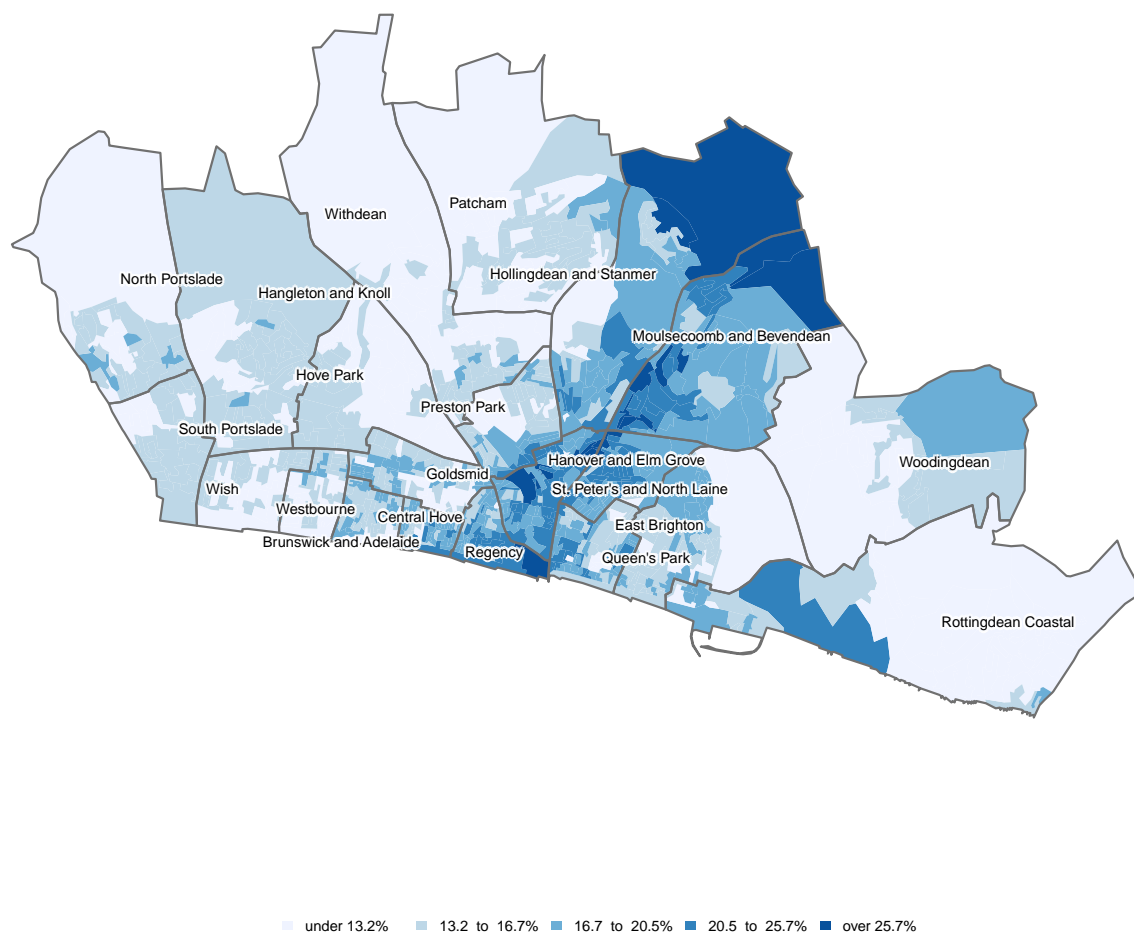 Withdean
Patcham
North Portslade
Hollingdean and Stanmer
Hangleton and Knoll
Moulsecoomb and Bevendean
Hove Park
Preston Park
South Portslade
Hanover and Elm Grove
Woodingdean
Goldsmid
Wish
St. Peter's and North Laine
Westbourne
Central Hove
East Brighton
Brunswick and Adelaide
Regency
Queen's Park
Rottingdean Coastal
under 13.2%
13.2 to 16.7%
16.7 to 20.5%
20.5 to 25.7%
over 25.7%